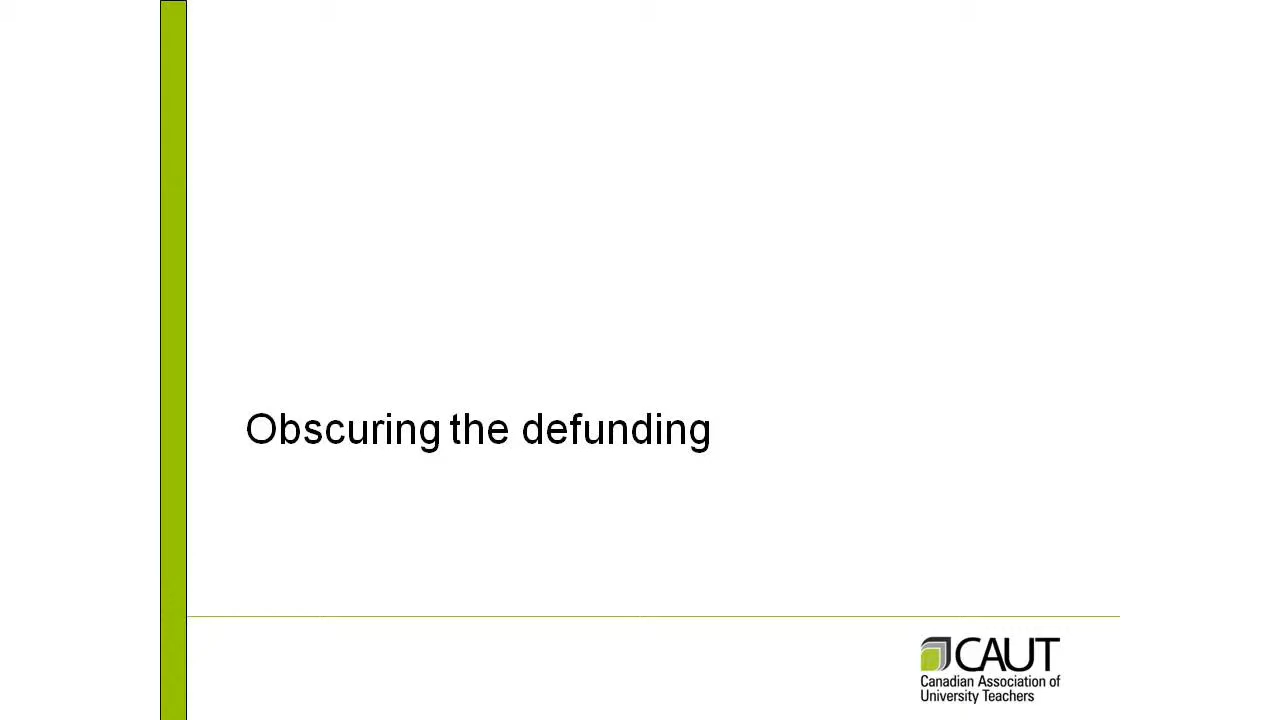 Obscuring the defunding
CAUT
Canadian Association of
University Teachers